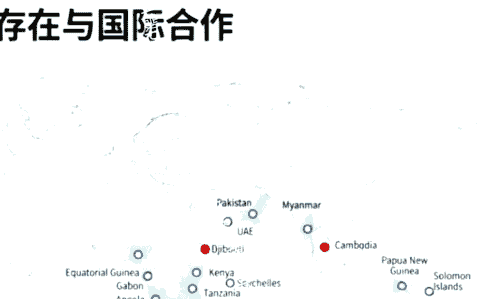 存在与国际合作
Pakistan
Myanmar
UAE
Djibouti
Cambodia
Papua New
Guinea
Equatorial Guinea
Kenya
Solomon
Islands
Gabon
Seychelles
Tanzania
Angola